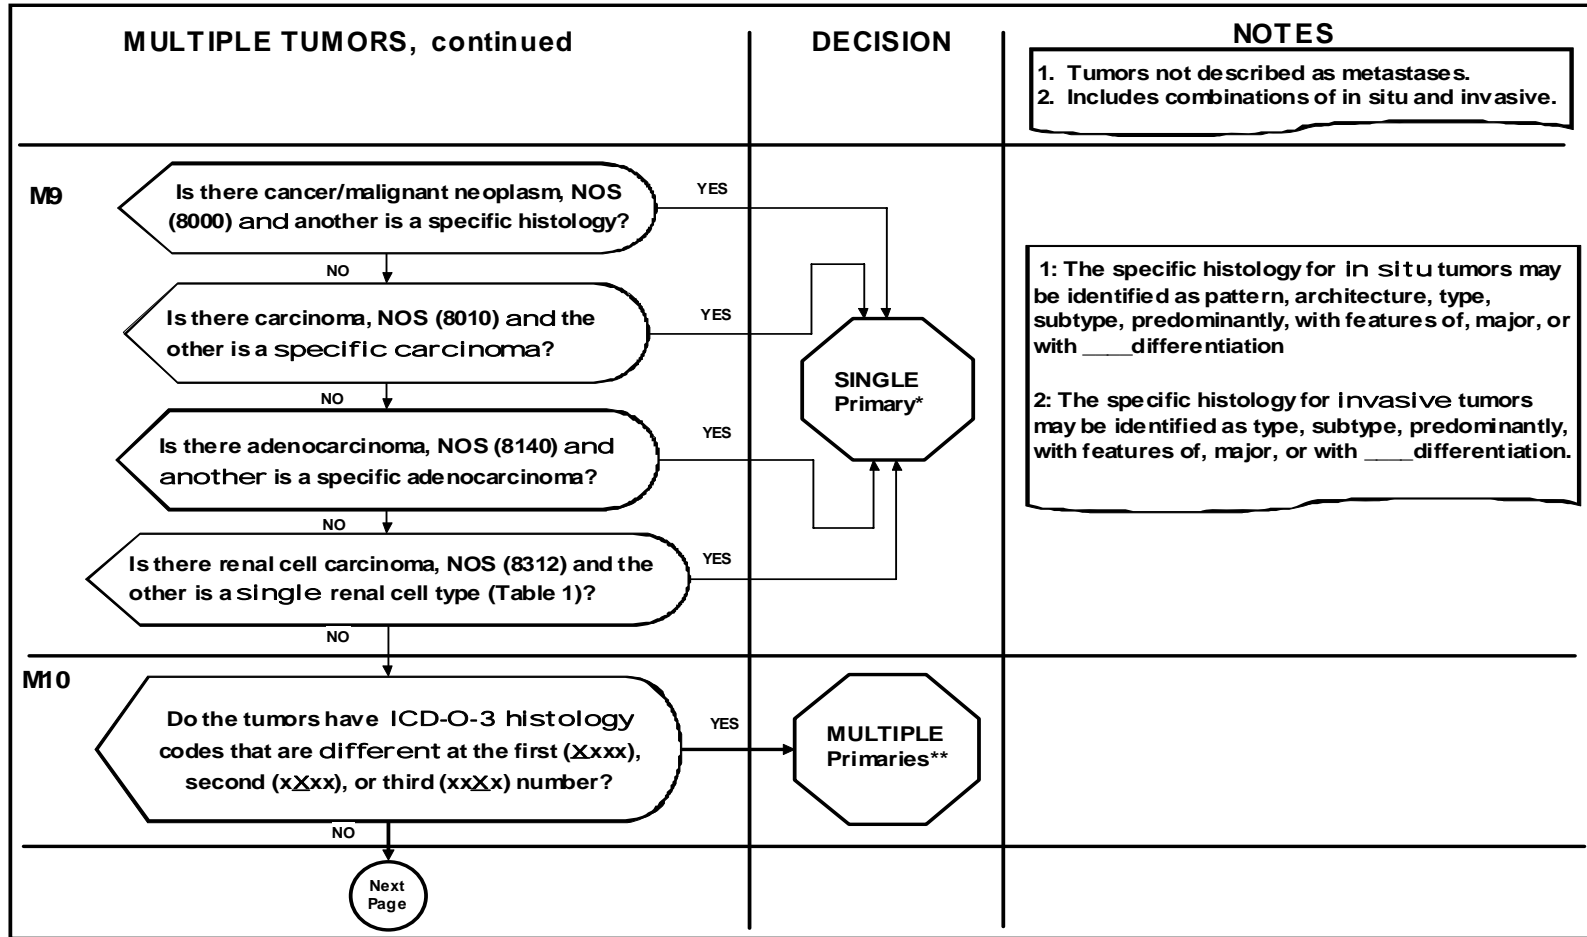 MULTIPLE TUMORS, continued
DECISION
NOTES
1. Tumors not described as metastases.
2. Includes combinations of in situ and invasive.
M9
Is there cancer/malignant neoplasm, NOS
(8000) and another is a specific histology?
YES
NO
Is there carcinoma, NOS (8010) and the
other is a specific carcinoma?
YES
NO
Is there adenocarcinoma, NOS (8140) and
another is a specific adenocarcinoma?
YES
NO
Is there renal cell carcinoma, NOS (8312) and the
other is a single renal cell type (Table 1)?
YES
NO
SINGLE
Primary*
1: The specific histology for in situ tumors may
be identified as pattern, architecture, type,
subtype, predominantly, with features of, major, or
with ____differentiation
2: The specific histology for invasive tumors
may be identified as type, subtype, predominantly,
with features of, major, or with ____differentiation.
M10
Do the tumors have ICD-O-3 histology
codes that are different at the first (Xxxx),
second (xXxx), or third (xxXx) number?
YES
NO
MULTIPLE
Primaries**
Next
Page